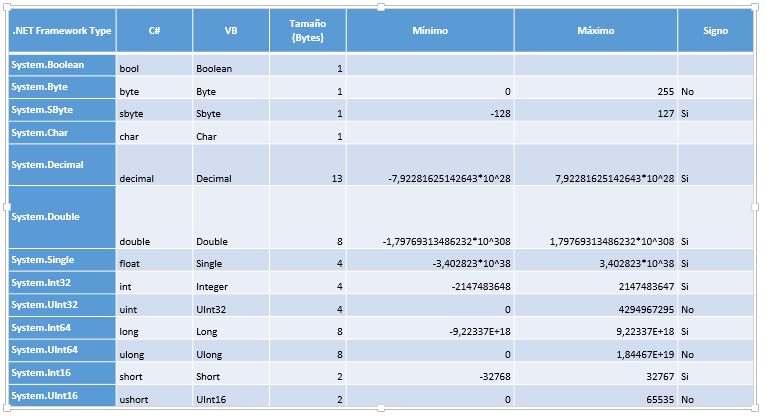 .NET Framework Type C# VB Tamaño (Bytes) Mínimo Máximo Signo
System.Boolean bool Boolean 1
System.Byte byte Byte 1 0 255 No
System.SByte sbyte Sbyte 1 -128 127 Si
System.Char char Char 1
System.Decimal decimal Decimal 13 -7,92281625142643*10^28 7,92281625142643*10^28 Si
System.Double double Double 8 -1,79769313486232*10^308 1,79769313486232*10^308 Si
System.Single float Single 4 -3,402823*10^38 3,402823*10^38 Si
System.Int32 int Integer 4 -2147483648 2147483647 Si
System.UInt32 uint UInt32 4 0 4294967295 No
System.Int64 long Long 8 -9,22337E+18 9,22337E+18 Si
System.UInt64 ulong Ulong 8 0 1,84467E+19 No
System.Int16 short Short 2 -32768 32767 Si
System.UInt16 ushort UInt16 2 0 65535 No